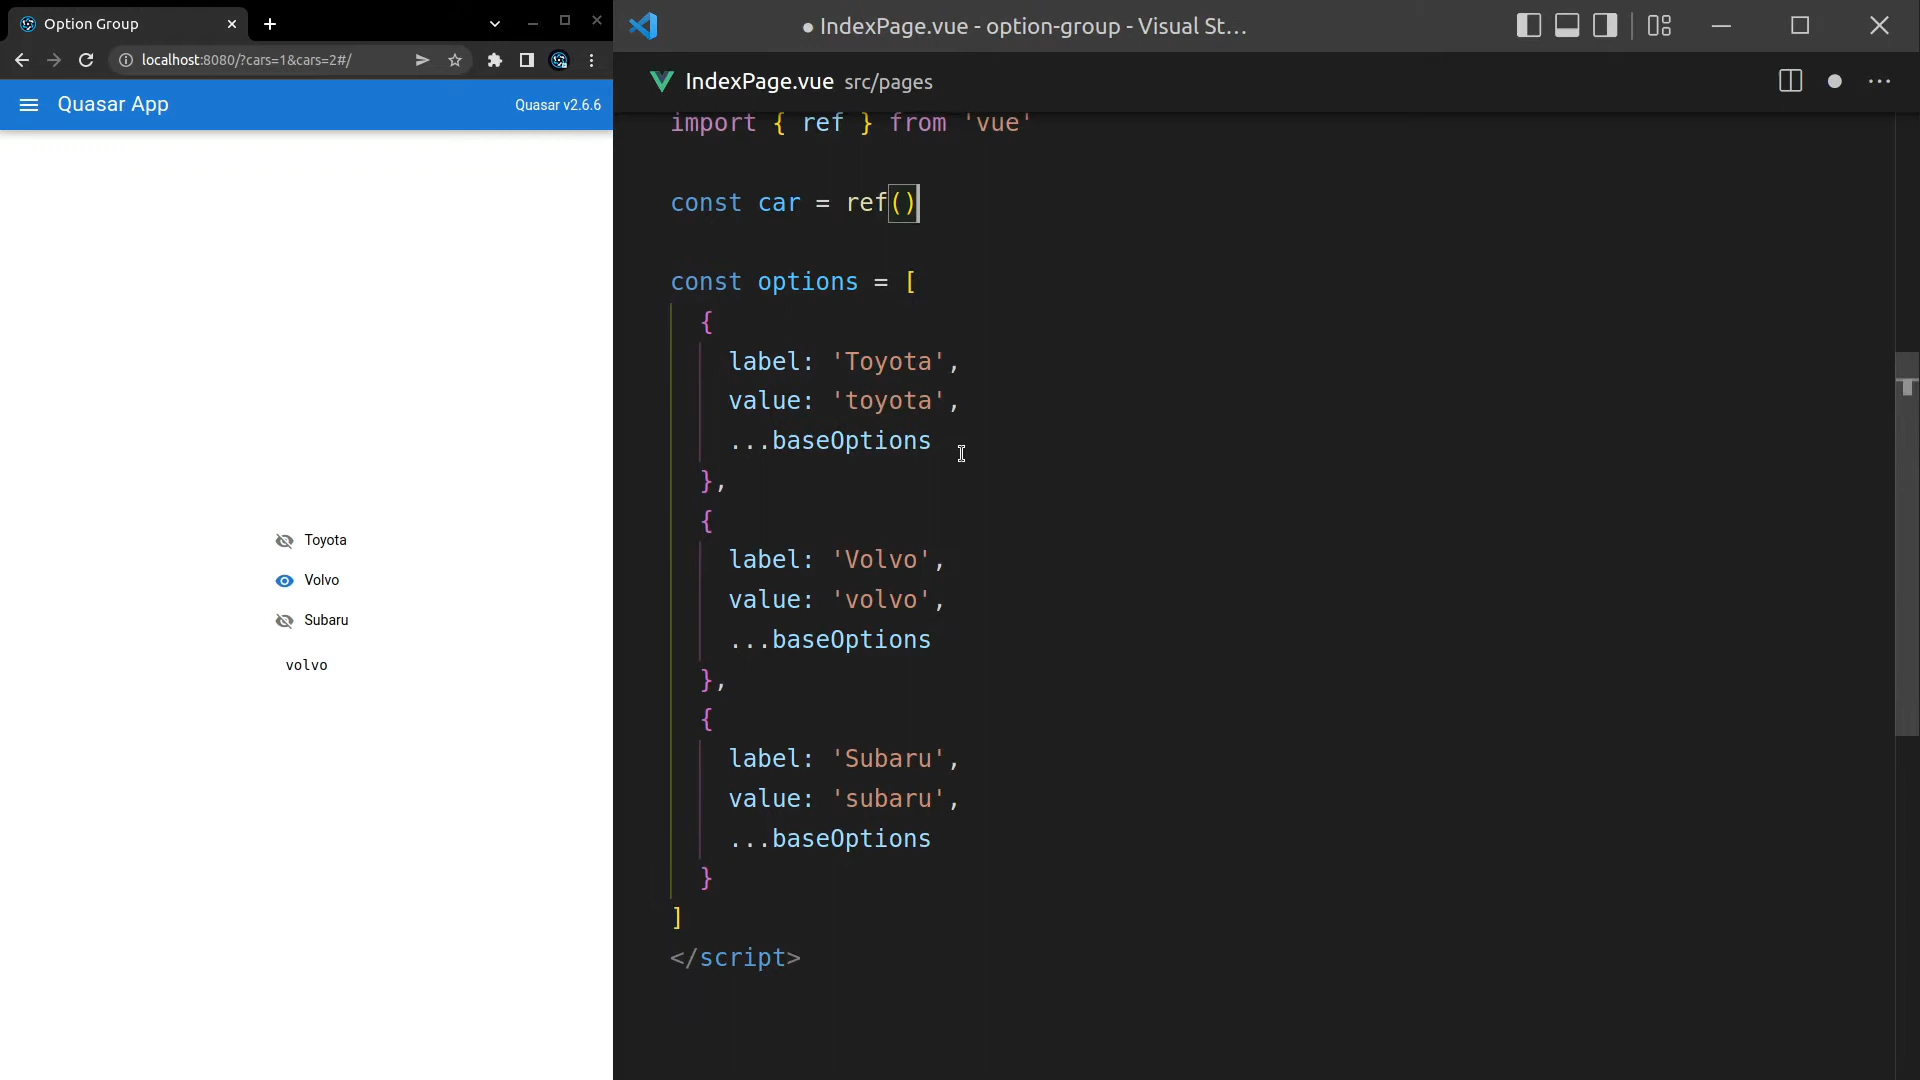 Option Group
localhost:8080/?cars=1&cars=2#/
Quasar App
Quasar v2.6.6
Toyota
Volvo
Subaru
volvo
● IndexPage.vue - option-group - Visual St...
IndexPage.vue src/pages
import { ref } from 'vue'
const car = ref()
const options = [
{
label: 'Toyota',
value: 'toyota',
...baseOptions
},
{
label: 'Volvo',
value: 'volvo',
...baseOptions
},
{
label: 'Subaru',
value: 'subaru',
...baseOptions
}
]
</script>